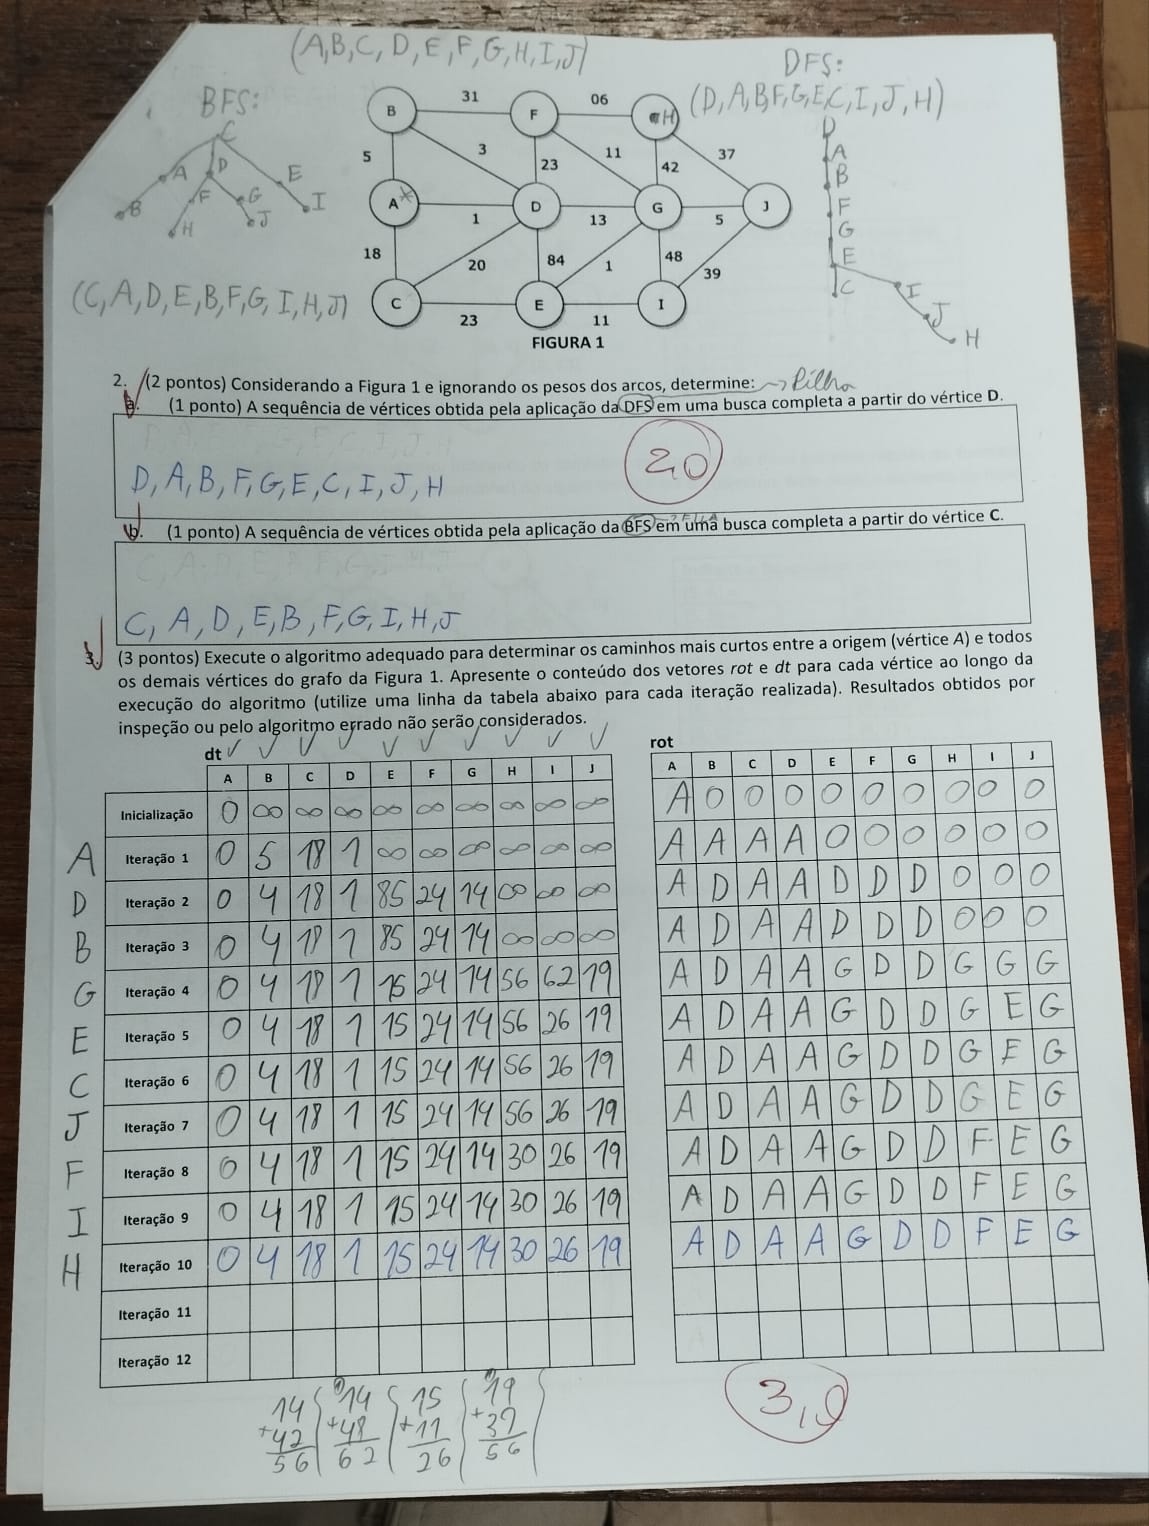 (A,B,C,D,E,F,G,H,I,J)
DFS:
BFS:
(D,A,B,F,G,E,C,I,J,H)
C
A D E
B F G I
H J
(C,A,D,E,B,F,G,I,H,J)
B 31 F 06 H
5 3 23 11 42 37
A 1 D 13 G 5 J
18 20 84 1 48 39
C 23 E 11 I
FIGURA 1
D
A
B
F
G
E
C I
J
H
2. (2 pontos) Considerando a Figura 1 e ignorando os pesos dos arcos, determine: → Pilha
a. (1 ponto) A sequência de vértices obtida pela aplicação da DFS em uma busca completa a partir do vértice D.
2,0
D, A, B, F, G, E, C, I, J, H
b. (1 ponto) A sequência de vértices obtida pela aplicação da BFS em uma busca completa a partir do vértice C.
C, A, D, E, B, F, G, I, H, J
3. (3 pontos) Execute o algoritmo adequado para determinar os caminhos mais curtos entre a origem (vértice A) e todos
os demais vértices do grafo da Figura 1. Apresente o conteúdo dos vetores rot e dt para cada vértice ao longo da
execução do algoritmo (utilize uma linha da tabela abaixo para cada iteração realizada). Resultados obtidos por
inspeção ou pelo algoritmo errado não serão considerados.
dt ✓ ✓ ✓ ✓ ✓ ✓ ✓ ✓ ✓ ✓
A B C D E F G H I J
Inicialização 0 ∞ ∞ ∞ ∞ ∞ ∞ ∞ ∞ ∞
A Iteração 1 0 5 18 1 ∞ ∞ ∞ ∞ ∞ ∞
D Iteração 2 0 4 18 1 85 24 14 ∞ ∞ ∞
B Iteração 3 0 4 18 1 85 24 14 ∞ ∞ ∞
G Iteração 4 0 4 18 1 15 24 14 56 62 19
E Iteração 5 0 4 18 1 15 24 14 56 26 19
C Iteração 6 0 4 18 1 15 24 14 56 26 19
J Iteração 7 0 4 18 1 15 24 14 56 26 19
F Iteração 8 0 4 18 1 15 24 14 30 26 19
I Iteração 9 0 4 18 1 15 24 14 30 26 19
H Iteração 10 0 4 18 1 15 24 14 30 26 19
Iteração 11
Iteração 12
rot
A B C D E F G H I J
A 0 0 0 0 0 0 0 0 0
A A A A 0 0 0 0 0 0
A D A A D D D 0 0 0
A D A A D D D 0 0 0
A D A A G D D G G G
A D A A G D D G E G
A D A A G D D G E G
A D A A G D D G E G
A D A A G D D F E G
A D A A G D D F E G
A D A A G D D F E G
14 14 15 19
+42 +48 +11 +37
56 62 26 56
3,0